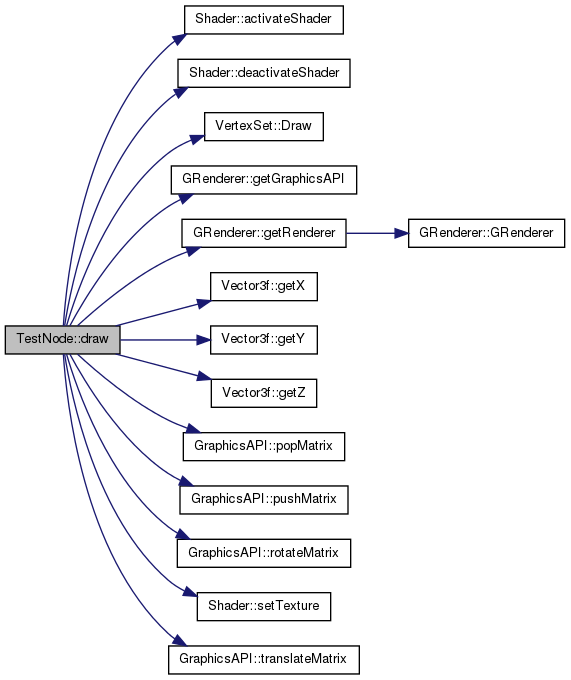 Shader::activateShader
Shader::deactivateShader
VertexSet::Draw
GRenderer::getGraphicsAPI
GRenderer::getRenderer
GRenderer::GRenderer
Vector3f::getX
TestNode::draw
Vector3f::getY
Vector3f::getZ
GraphicsAPI::popMatrix
GraphicsAPI::pushMatrix
GraphicsAPI::rotateMatrix
Shader::setTexture
GraphicsAPI::translateMatrix